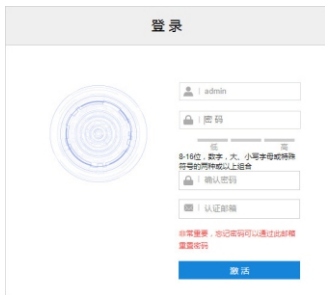 登录
admin
密码
低 高
8-16位，数字，大、小写字母或特殊
符号的两种或以上组合
确认密码
认证邮箱
非常重要，忘记密码可以通过此邮箱
重置密码
激活